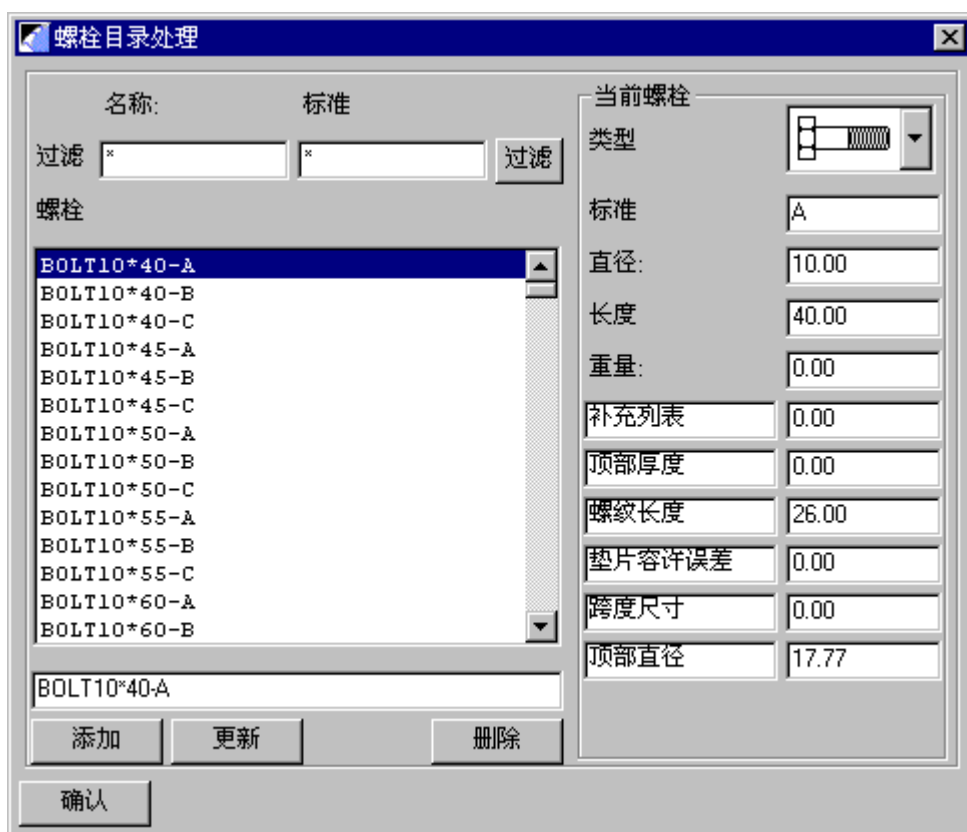 螺栓目录处理
名称: 标准
过滤 * * 过滤
螺栓
BOLT10*40-A
BOLT10*40-B
BOLT10*40-C
BOLT10*45-A
BOLT10*45-B
BOLT10*45-C
BOLT10*50-A
BOLT10*50-B
BOLT10*50-C
BOLT10*55-A
BOLT10*55-B
BOLT10*55-C
BOLT10*60-A
BOLT10*60-B
BOLT10*40-A
添加 更新 删除
确认
当前螺栓
类型
标准 A
直径: 10.00
长度 40.00
重量: 0.00
补充列表 0.00
顶部厚度 0.00
螺纹长度 26.00
垫片容许误差 0.00
跨度尺寸 0.00
顶部直径 17.77